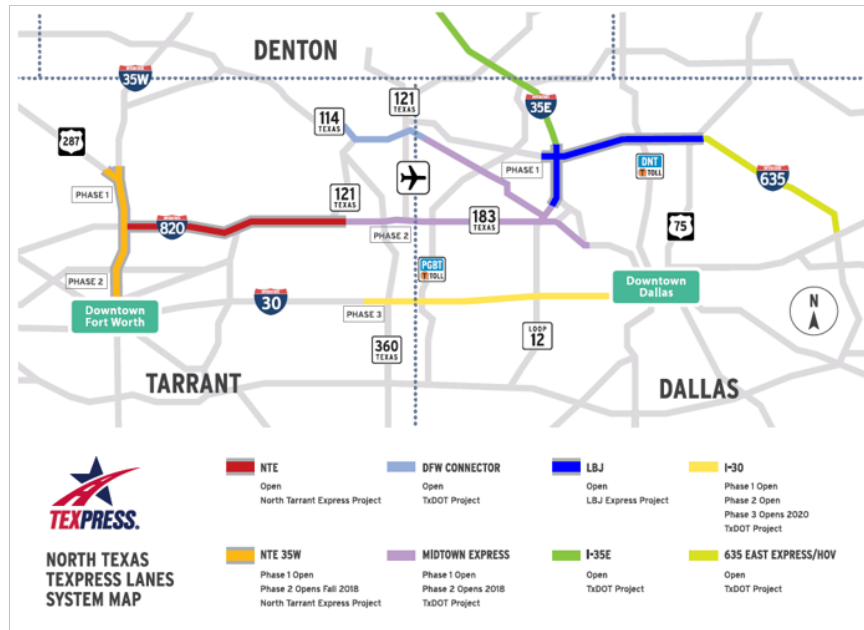 DENTON
INTERSTATE
35W
114
TEXAS
121
TEXAS
INTERSTATE
35E
287
PHASE 1
PHASE 1
DNT
TOLL
INTERSTATE
635
121
TEXAS
INTERSTATE
820
183
TEXAS
75
PHASE 2
PHASE 2
PGBT
TOLL
Downtown
Dallas
Downtown
Fort Worth
INTERSTATE
30
PHASE 3
N
LOOP
12
360
TEXAS
TARRANT
DALLAS
TEXPRESS.
NORTH TEXAS
TEXPRESS LANES
SYSTEM MAP
NTE
Open
North Tarrant Express Project
DFW CONNECTOR
Open
TxDOT Project
LBJ
Open
LBJ Express Project
I-30
Phase 1 Open
Phase 2 Open
Phase 3 Opens 2020
TxDOT Project
NTE 35W
Phase 1 Open
Phase 2 Opens Fall 2018
North Tarrant Express Project
MIDTOWN EXPRESS
Phase 1 Open
Phase 2 Opens 2018
TxDOT Project
I-35E
Open
TxDOT Project
635 EAST EXPRESS/HOV
Open
TxDOT Project